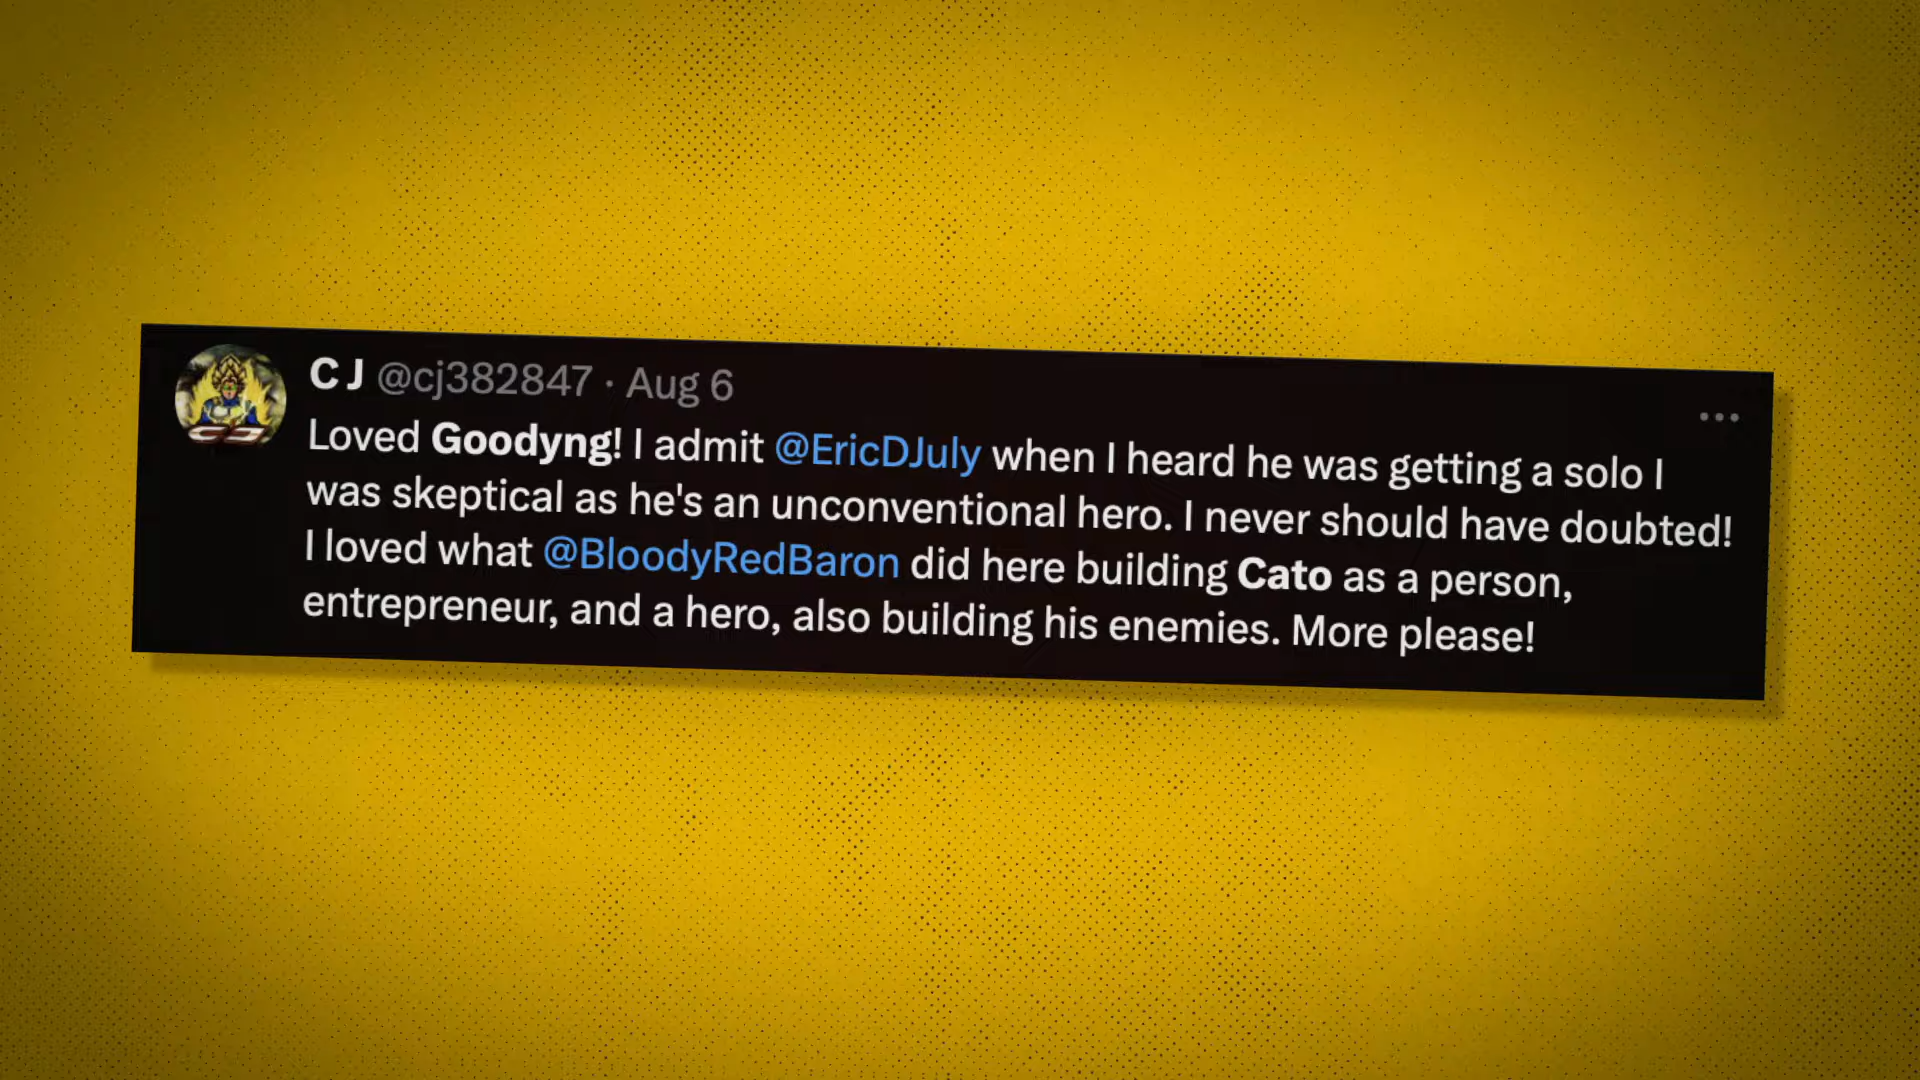 C J @cj382847 · Aug 6
Loved Goodyng! I admit @EricDJuly when I heard he was getting a solo I
was skeptical as he's an unconventional hero. I never should have doubted!
I loved what @BloodyRedBaron did here building Cato as a person,
entrepreneur, and a hero, also building his enemies. More please!